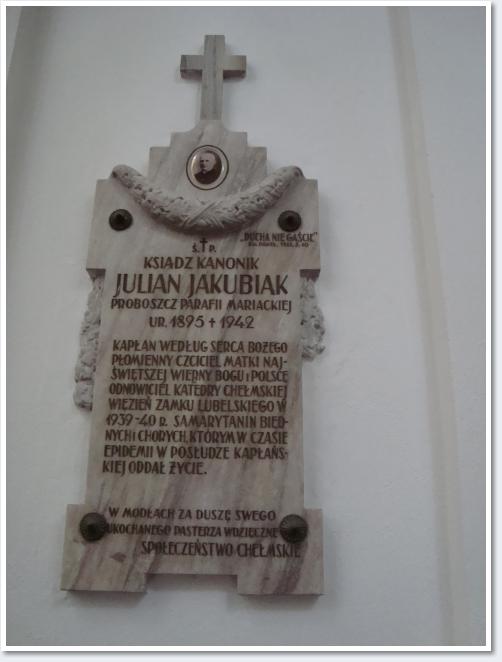 Ś.†P.
„DUCHA NIE GAŚCIE"
KSIĄDZ KANONIK
JULIAN JAKUBIAK
PROBOSZCZ PARAFII MARIACKIEJ
UR. 1895 + 1942
KAPŁAN WEDŁUG SERCA BOŻEGO
PŁOMIENNY CZCICIEL MATKI NAJ-
ŚWIĘTSZEJ WIERNY BOGU I POLSCE
ODNOWICIEL KATEDRY CHEŁMSKIEJ
WIĘZIEŃ ZAMKU LUBELSKIEGO W
1939-40 R. SAMARYTANIN BIED-
NYCH I CHORYCH, KTÓRYM W CZASIE
EPIDEMII W POSŁUDZE KAPŁAŃS-
KIEJ ODDAŁ ŻYCIE.
W MODŁACH ZA DUSZĘ SWEGO
UKOCHANEGO PASTERZA WDZIĘCZNE
SPOŁECZEŃSTWO CHEŁMSKIE